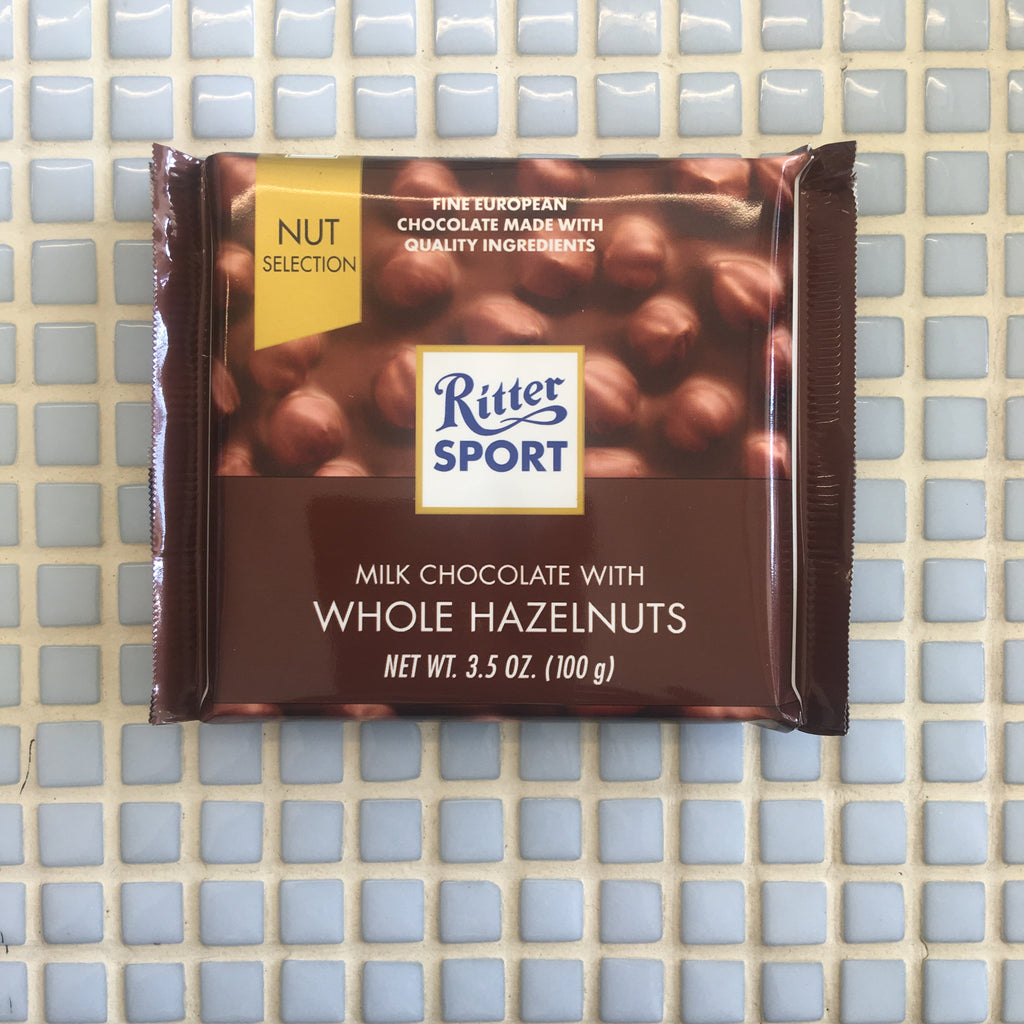 NUT
SELECTION
FINE EUROPEAN
CHOCOLATE MADE WITH
QUALITY INGREDIENTS
Ritter
SPORT
MILK CHOCOLATE WITH
WHOLE HAZELNUTS
NET WT. 3.5 OZ. (100 g)